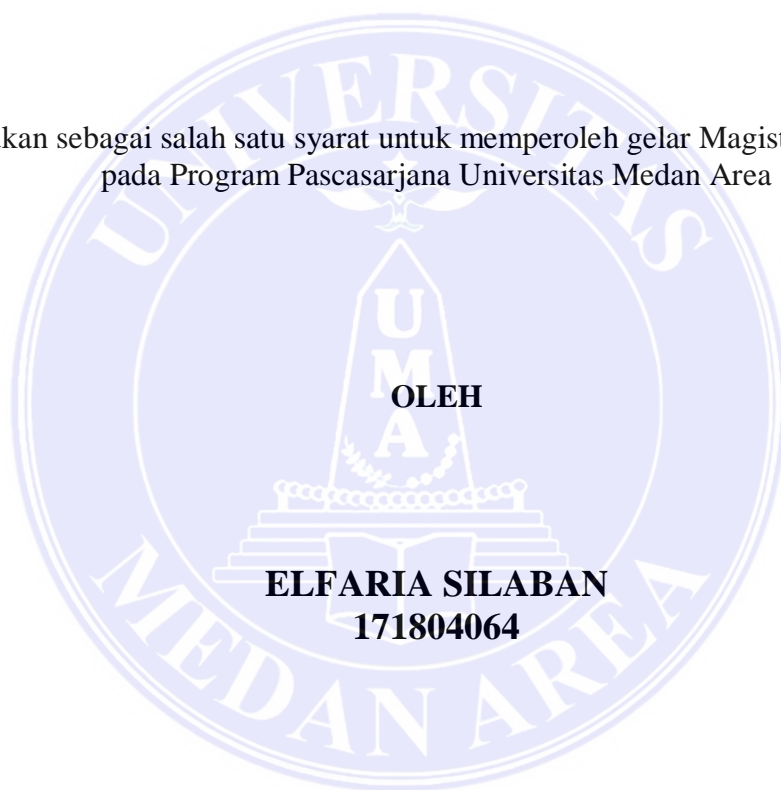 kan sebagai salah satu syarat untuk memperoleh gelar Magist
pada Program Pascasarjana Universitas Medan Area
UNIVERSITAS
U
M
A
OLEH
ELFARIA SILABAN
171804064
MEDAN AREA